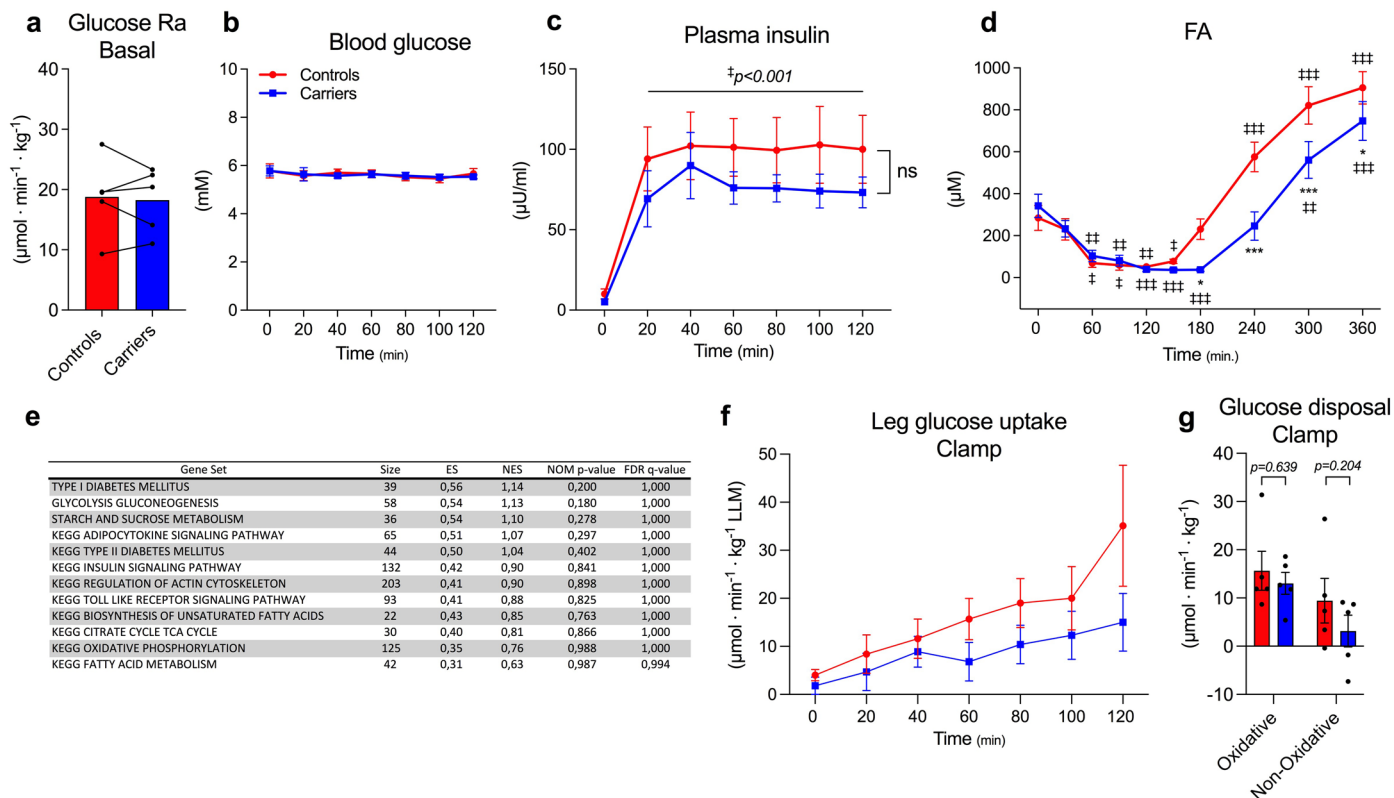 a
Glucose Ra
Basal
(µmol · min⁻¹ · kg⁻¹)
40
30
20
10
0
Controls
Carriers
b
Blood glucose
Controls
Carriers
(mM)
10
8
6
4
2
0
0 20 40 60 80 100 120
Time (min)
c
Plasma insulin
‡p<0.001
ns
(µU/ml)
150
100
50
0
0 20 40 60 80 100 120
Time (min)
d
FA
(µM)
1000
800
600
400
200
0
‡‡ ‡‡ ‡‡ ‡ ‡‡‡ ‡‡‡ ‡‡‡
‡ ‡ ‡‡‡ ‡‡‡ * *** *** *
‡‡‡ ‡‡ ‡‡‡
0 60 120 180 240 300 360
Time (min.)
e
Gene Set Size ES NES NOM p-value FDR q-value
TYPE I DIABETES MELLITUS 39 0,56 1,14 0,200 1,000
GLYCOLYSIS GLUCONEOGENESIS 58 0,54 1,13 0,180 1,000
STARCH AND SUCROSE METABOLISM 36 0,54 1,10 0,278 1,000
KEGG ADIPOCYTOKINE SIGNALING PATHWAY 65 0,51 1,07 0,297 1,000
KEGG TYPE II DIABETES MELLITUS 44 0,50 1,04 0,402 1,000
KEGG INSULIN SIGNALING PATHWAY 132 0,42 0,90 0,841 1,000
KEGG REGULATION OF ACTIN CYTOSKELETON 203 0,41 0,90 0,898 1,000
KEGG TOLL LIKE RECEPTOR SIGNALING PATHWAY 93 0,41 0,88 0,825 1,000
KEGG BIOSYNTHESIS OF UNSATURATED FATTY ACIDS 22 0,43 0,85 0,763 1,000
KEGG CITRATE CYCLE TCA CYCLE 30 0,40 0,81 0,866 1,000
KEGG OXIDATIVE PHOSPHORYLATION 125 0,35 0,76 0,988 1,000
KEGG FATTY ACID METABOLISM 42 0,31 0,63 0,987 0,994
f
Leg glucose uptake
Clamp
(µmol · min⁻¹ · kg⁻¹ LLM)
50
40
30
20
10
0
0 20 40 60 80 100 120
Time (min)
g
Glucose disposal
Clamp
p=0.639 p=0.204
(µmol · min⁻¹ · kg⁻¹)
40
30
20
10
0
-10
Oxidative
Non-Oxidative